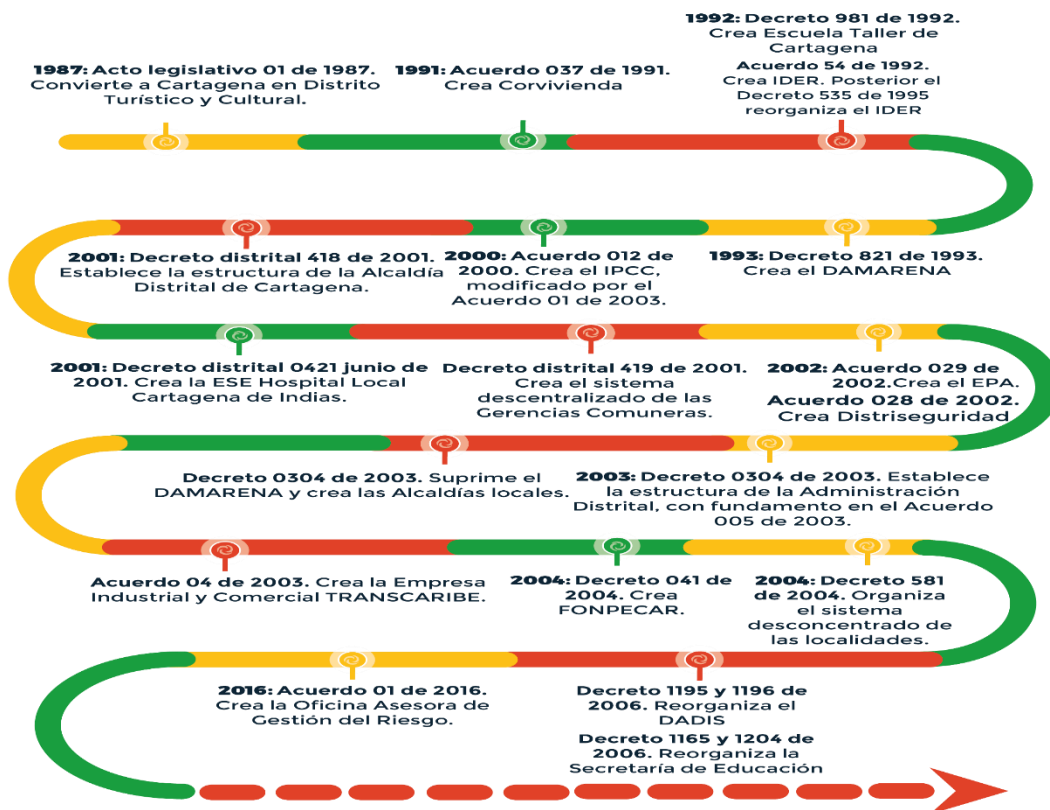 1987: Acto legislativo 01 de 1987.
Convierte a Cartagena en Distrito
Turístico y Cultural.
1991: Acuerdo 037 de 1991.
Crea Corvivienda
1992: Decreto 981 de 1992.
Crea Escuela Taller de
Cartagena
Acuerdo 54 de 1992.
Crea IDER. Posterior el
Decreto 535 de 1995
reorganiza el IDER
1993: Decreto 821 de 1993.
Crea el DAMARENA
2000: Acuerdo 012 de
2000. Crea el IPCC,
modificado por el
Acuerdo 01 de 2003.
2001: Decreto distrital 418 de 2001.
Establece la estructura de la Alcaldía
Distrital de Cartagena.
2001: Decreto distrital 0421 junio de
2001. Crea la ESE Hospital Local
Cartagena de Indias.
Decreto distrital 419 de 2001.
Crea el sistema
descentralizado de las
Gerencias Comuneras.
2002: Acuerdo 029 de
2002.Crea el EPA.
Acuerdo 028 de 2002.
Crea Distriseguridad
2003: Decreto 0304 de 2003. Establece
la estructura de la Administración
Distrital, con fundamento en el Acuerdo
005 de 2003.
Decreto 0304 de 2003. Suprime el
DAMARENA y crea las Alcaldías locales.
Acuerdo 04 de 2003. Crea la Empresa
Industrial y Comercial TRANSCARIBE.
2004: Decreto 041 de
2004. Crea
FONPECAR.
2004: Decreto 581
de 2004. Organiza
el sistema
desconcentrado de
las localidades.
Decreto 1195 y 1196 de
2006. Reorganiza el
DADIS
Decreto 1165 y 1204 de
2006. Reorganiza la
Secretaría de Educación
2016: Acuerdo 01 de 2016.
Crea la Oficina Asesora de
Gestión del Riesgo.